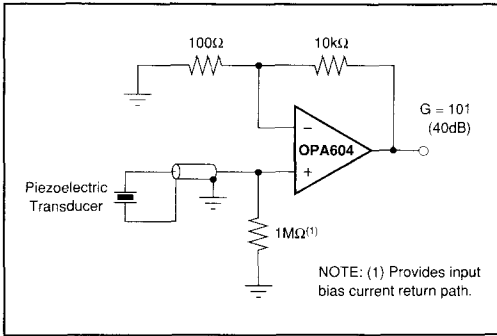 100Ω
10kΩ
G = 101
(40dB)
−
OPA604
+
Piezoelectric
Transducer
1MΩ(1)
NOTE: (1) Provides input
bias current return path.